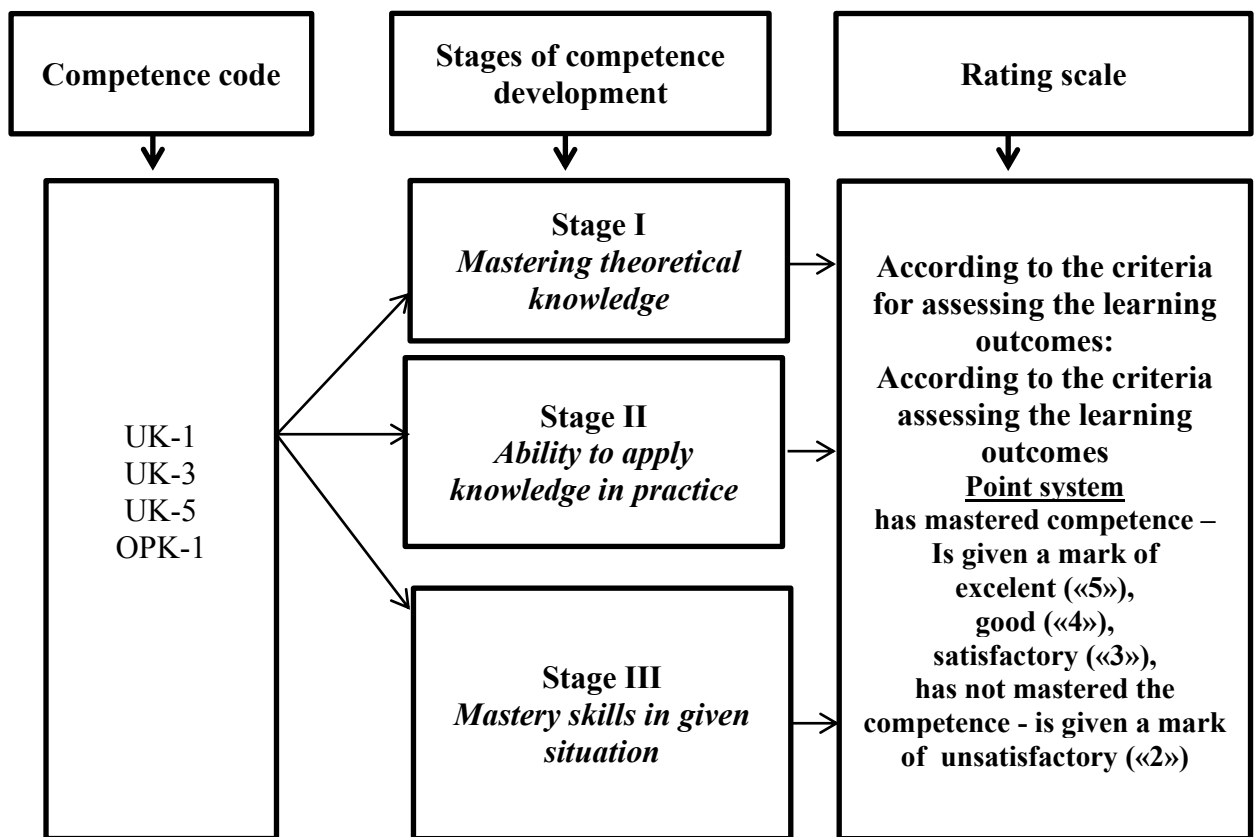 Competence code
Stages of competence
development
Rating scale
UK-1
UK-3
UK-5
OPK-1
Stage I
Mastering theoretical
knowledge
Stage II
Ability to apply
knowledge in practice
Stage III
Mastery skills in given
situation
According to the criteria
for assessing the learning
outcomes:
According to the criteria
assessing the learning
outcomes
Point system
has mastered competence –
Is given a mark of
excelent («5»),
good («4»),
satisfactory («3»),
has not mastered the
competence - is given a mark
of unsatisfactory («2»)